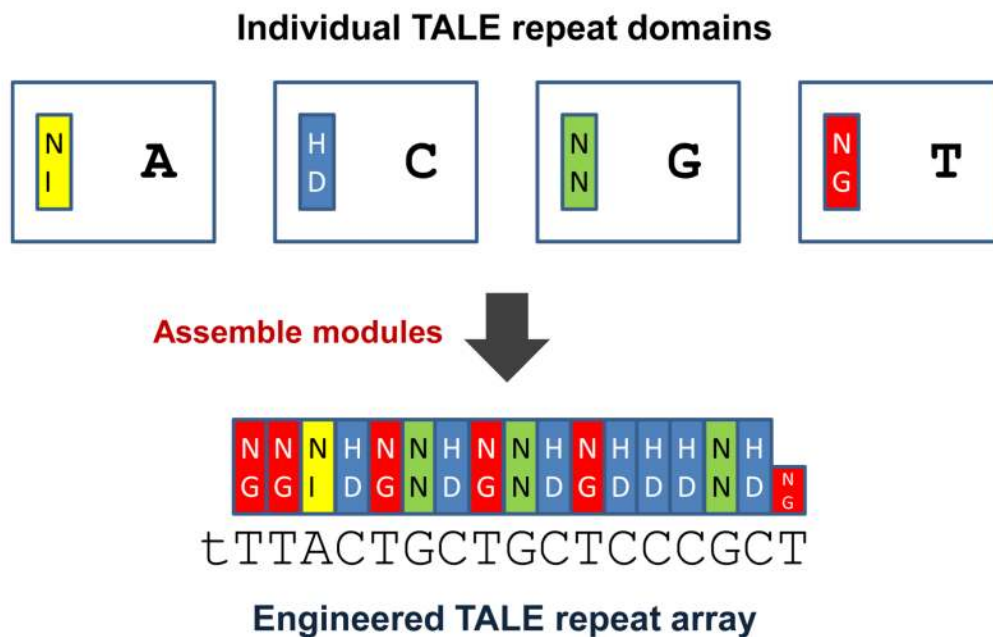 Individual TALE repeat domains
N
I
A
H
D
C
N
N
G
N
G
T
Assemble modules
N N N H N N H N N H N H H H N H
G G I D G N D G N D G D D D N D
N
G
tTTACTGCTGCTCCCGCT
Engineered TALE repeat array